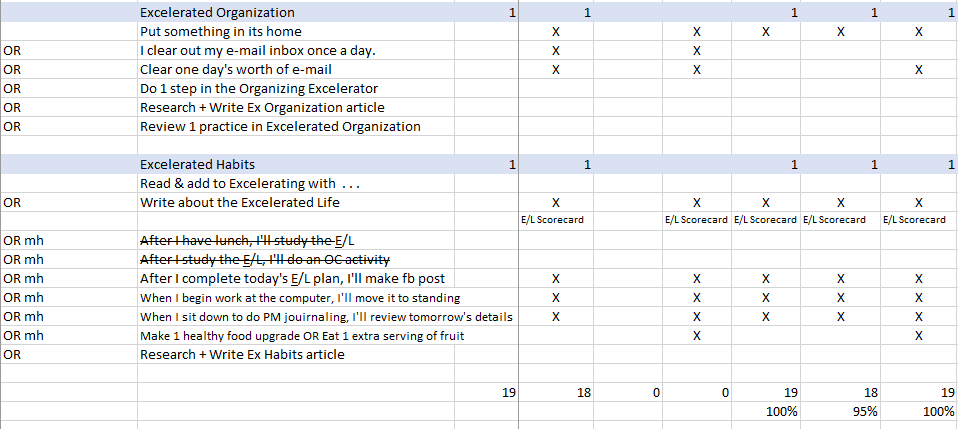 Excelerated Organization 1 1 1 1 1
Put something in its home X X X X X
OR I clear out my e-mail inbox once a day. X X
OR Clear one day's worth of e-mail X X X
OR Do 1 step in the Organizing Excelerator
OR Research + Write Ex Organization article
OR Review 1 practice in Excelerated Organization
Excelerated Habits 1 1 1 1 1
Read & add to Excelerating with . . .
OR Write about the Excelerated Life X X X X X
E/L Scorecard E/L Scorecard E/L Scorecard E/L Scorecard E/L Scorecard
OR mh After I have lunch, I'll study the E/L
OR mh After I study the E/L, I'll do an OC activity
OR mh After I complete today's E/L plan, I'll make fb post X X X X X
OR mh When I begin work at the computer, I'll move it to standing X X X X X
OR mh When I sit down to do PM jouirnaling, I'll review tomorrow's details X X X X X
OR mh Make 1 healthy food upgrade OR Eat 1 extra serving of fruit X X
OR Research + Write Ex Habits article
19 18 0 0 19 18 19
100% 95% 100%